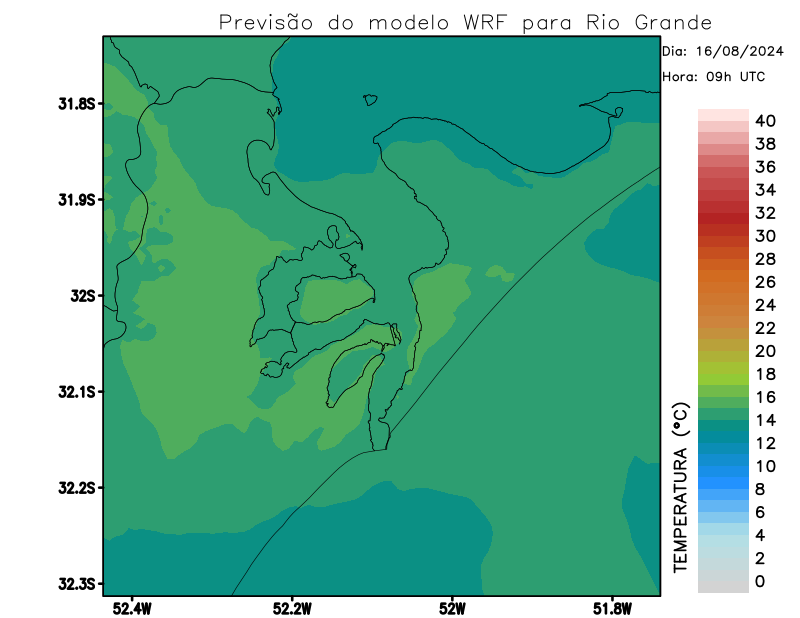 Previsão do modelo WRF para Rio Grande
Dia: 16/08/2024
Hora: 09h UTC
31.8S
31.9S
32S
32.1S
32.2S
32.3S
52.4W
52.2W
52W
51.8W
40
38
36
34
32
30
28
26
24
22
20
18
16
14
12
10
8
6
4
2
0
TEMPERATURA (°C)